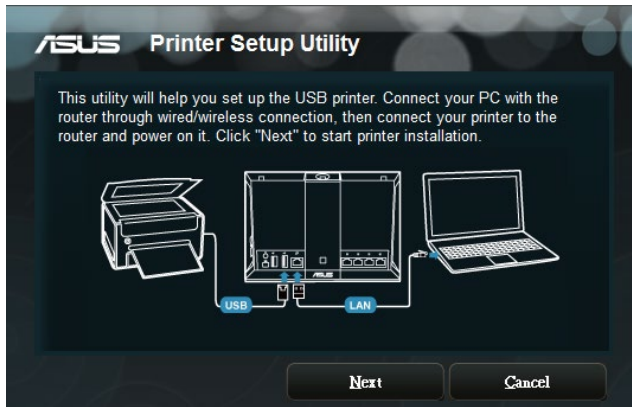 ASUS Printer Setup Utility
This utility will help you set up the USB printer. Connect your PC with the
router through wired/wireless connection, then connect your printer to the
router and power on it. Click "Next" to start printer installation.
ASUS
USB LAN
Next Cancel